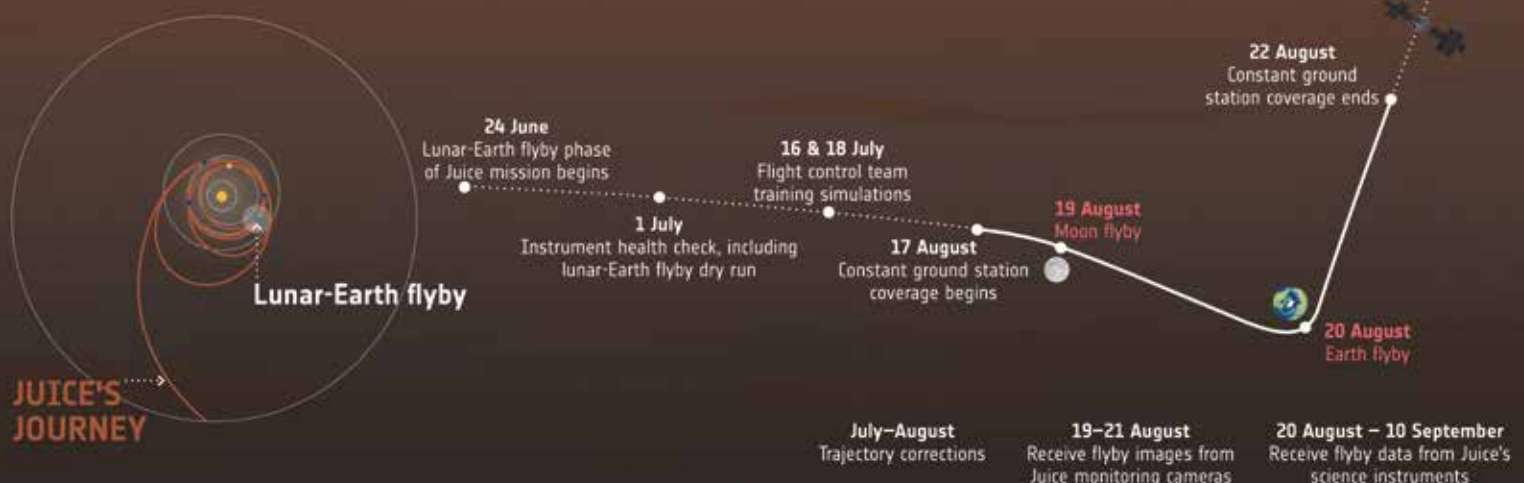 22 August
Constant ground
station coverage ends
24 June
Lunar-Earth flyby phase
of Juice mission begins
16 & 18 July
Flight control team
training simulations
19 August
Moon flyby
1 July
Instrument health check, including
lunar-Earth flyby dry run
17 August
Constant ground station
coverage begins
Lunar-Earth flyby
20 August
Earth flyby
JUICE'S
JOURNEY
July–August
Trajectory corrections
19–21 August
Receive flyby images from
Juice monitoring cameras
20 August – 10 September
Receive flyby data from Juice's
science instruments